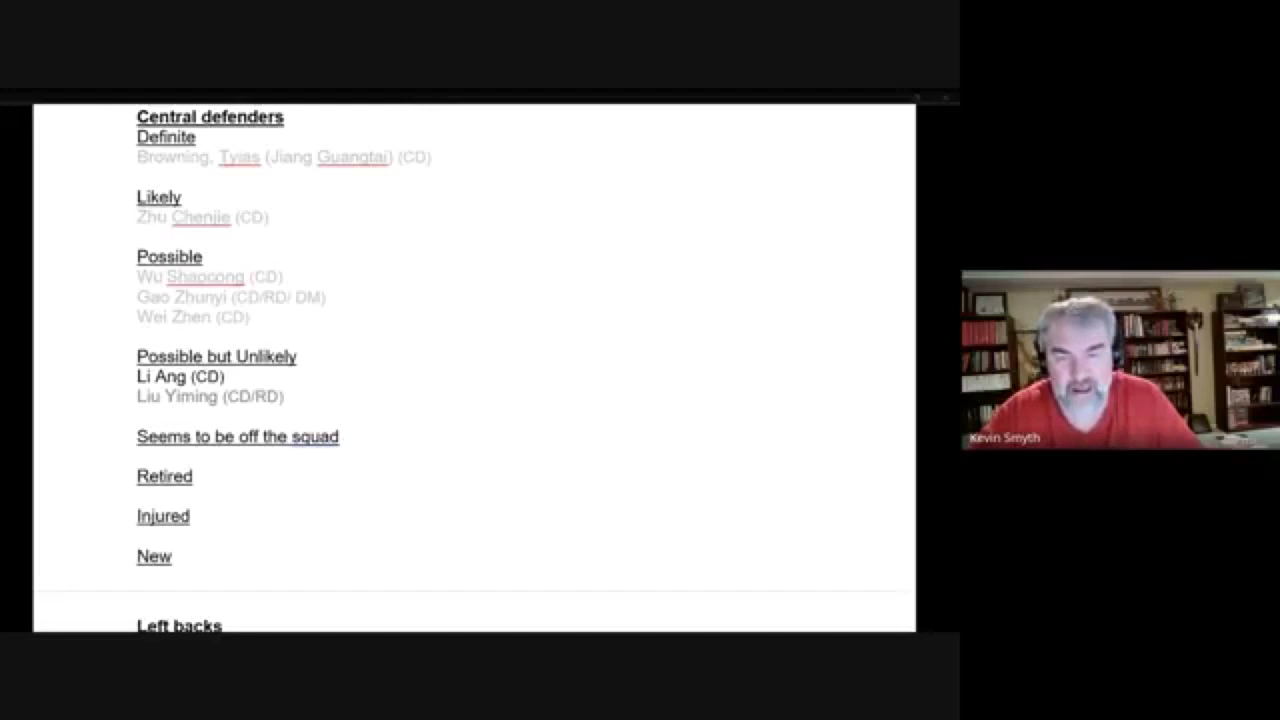 Central defenders
Definite
Browning, Tyias (Jiang Guangtai) (CD)
Likely
Zhu Chenjie (CD)
Possible
Wu Shaocong (CD)
Gao Zhunyi (CD/RD/ DM)
Wei Zhen (CD)
Possible but Unlikely
Li Ang (CD)
Liu Yiming (CD/RD)
Seems to be off the squad
Retired
Injured
New
Left backs
Kevin Smyth